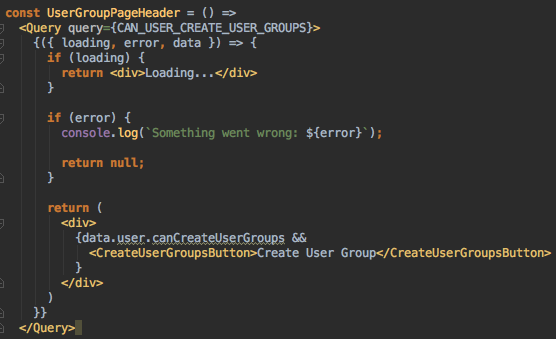 const UserGroupPageHeader = () =>
  <Query query={CAN_USER_CREATE_USER_GROUPS}>
    {({ loading, error, data }) => {
      if (loading) {
        return <div>Loading...</div>
      }

      if (error) {
        console.log(`Something went wrong: ${error}`);

        return null;
      }

      return (
        <div>
          {data.user.canCreateUserGroups &&
            <CreateUserGroupsButton>Create User Group</CreateUserGroupsButton>
          }
        </div>
      )
    }}
  </Query>